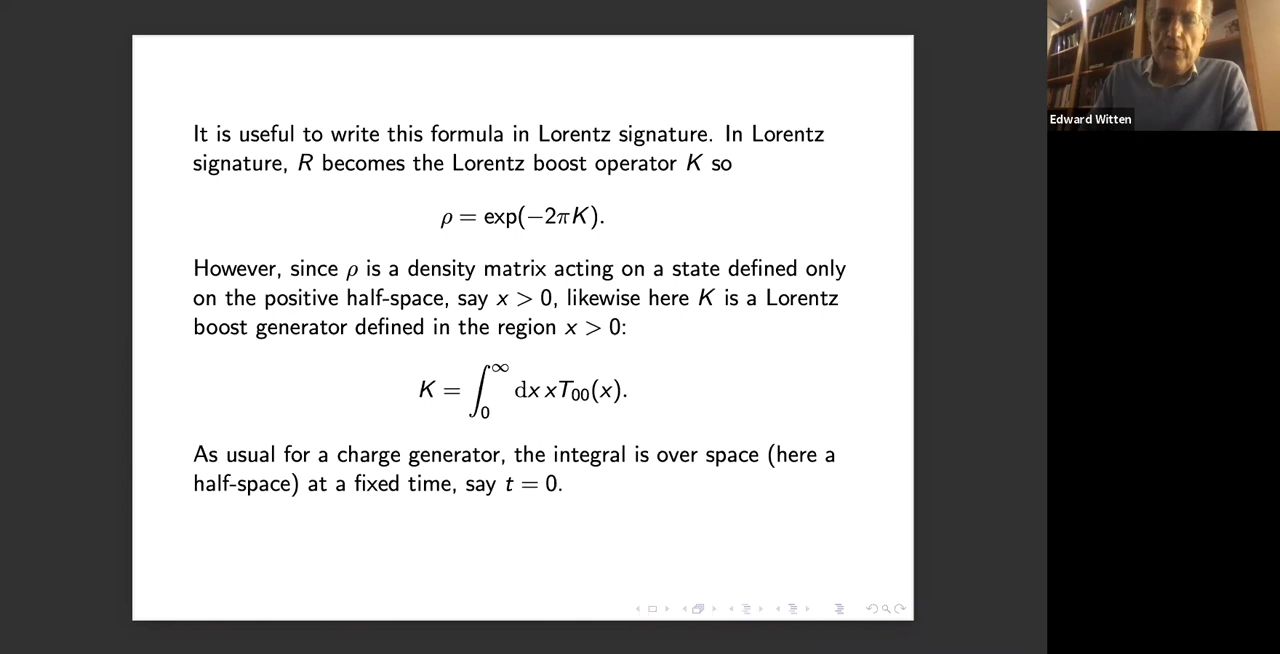 It is useful to write this formula in Lorentz signature. In Lorentz
signature, R becomes the Lorentz boost operator K so
ρ = exp(−2πK).
However, since ρ is a density matrix acting on a state defined only
on the positive half-space, say x > 0, likewise here K is a Lorentz
boost generator defined in the region x > 0:
K = ∫₀^∞ dx xT₀₀(x).
As usual for a charge generator, the integral is over space (here a
half-space) at a fixed time, say t = 0.
Edward Witten